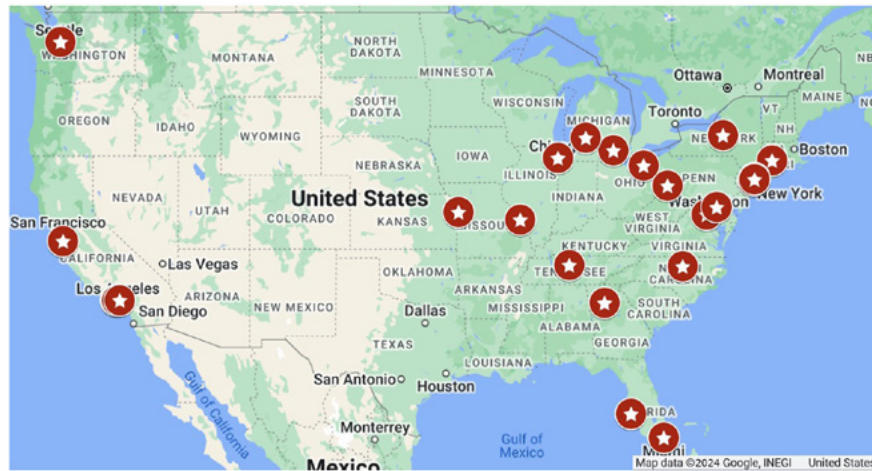 Seattle
WASHINGTON
MONTANA
NORTH
DAKOTA
MINNESOTA
Ottawa
Montreal
MAINE
OREGON
IDAHO
SOUTH
DAKOTA
WISCONSIN
MICHIGAN
Toronto
VT
NH
Boston
WYOMING
IOWA
NEBRASKA
ILLINOIS
INDIANA
OHIO
PENN
New York
NEVADA
UTAH
COLORADO
United States
KANSAS
WEST
VIRGINIA
VIRGINIA
San Francisco
CALIFORNIA
Las Vegas
KENTUCKY
Los Angeles
San Diego
ARIZONA
NEW MEXICO
OKLAHOMA
ARKANSAS
SOUTH
CAROLINA
Dallas
MISSISSIPPI
ALABAMA
GEORGIA
TEXAS
LOUISIANA
San Antonio
Houston
Gulf of California
Monterrey
Gulf of
Mexico
Miami
Mexico
Map data ©2024 Google, INEGI
United States